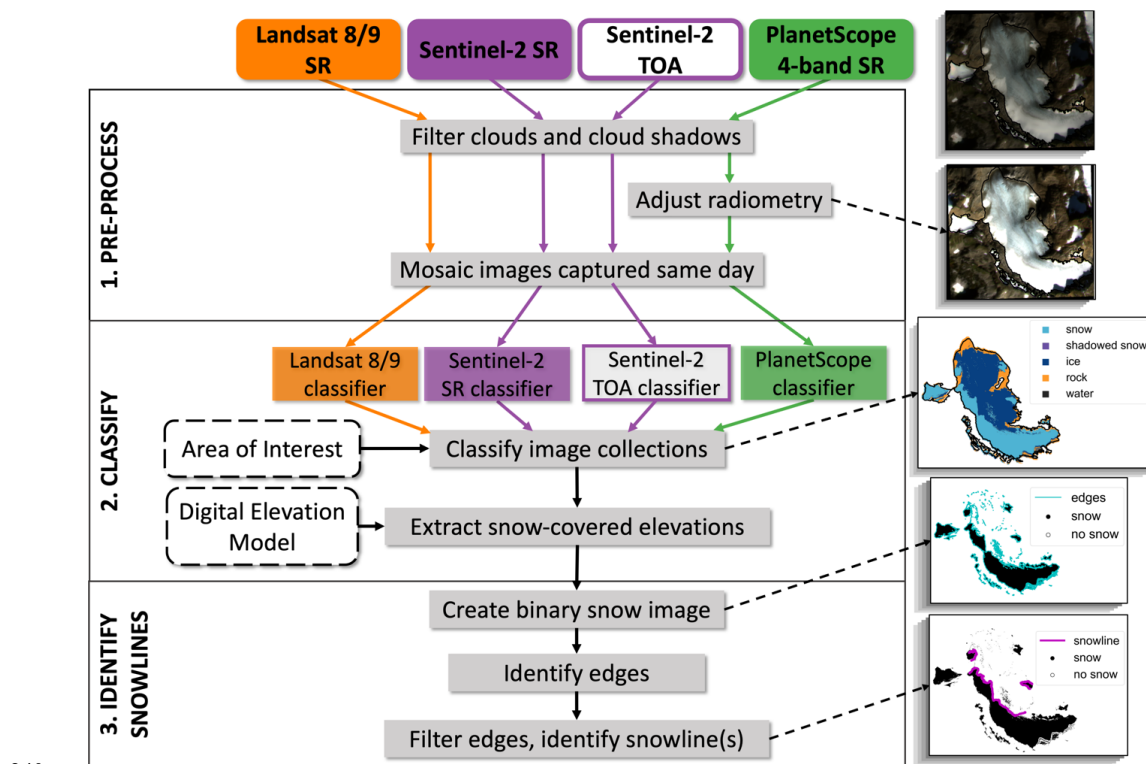 Landsat 8/9
SR
Sentinel-2 SR
Sentinel-2
TOA
PlanetScope
4-band SR
1. PRE-PROCESS
Filter clouds and cloud shadows
Adjust radiometry
Mosaic images captured same day
2. CLASSIFY
Landsat 8/9
classifier
Sentinel-2
SR classifier
Sentinel-2
TOA classifier
PlanetScope
classifier
snow
shadowed snow
ice
rock
water
Area of Interest
Classify image collections
Digital Elevation
Model
Extract snow-covered elevations
edges
snow
no snow
3. IDENTIFY
SNOWLINES
Create binary snow image
Identify edges
Filter edges, identify snowline(s)
snowline
snow
no snow